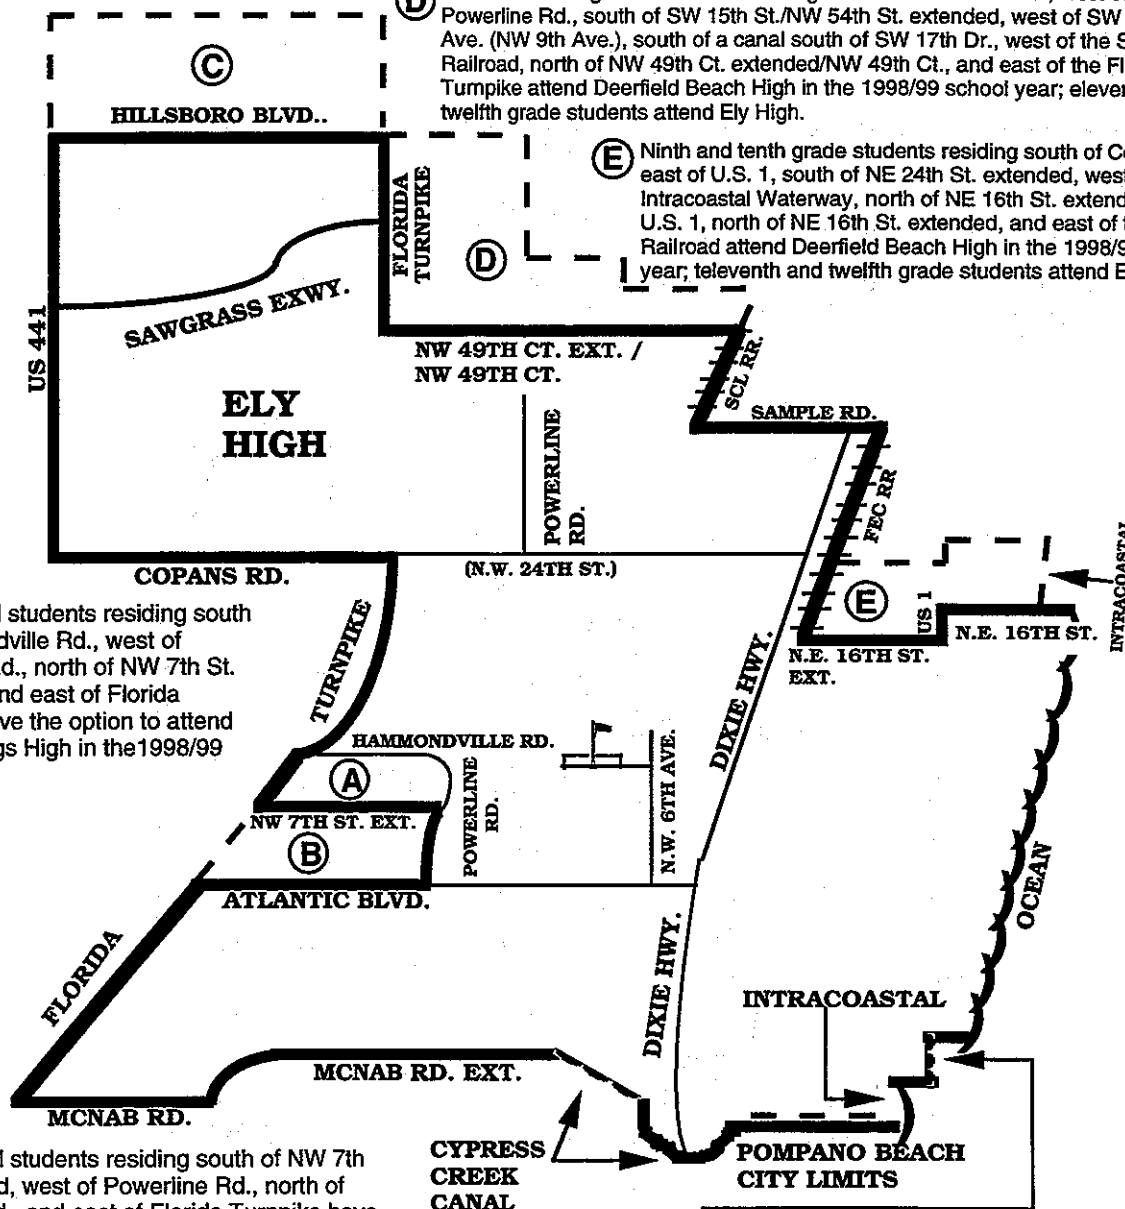 D
Powerline Rd., south of SW 15th St./NW 54th St. extended, west of SW
Ave. (NW 9th Ave.), south of a canal south of SW 17th Dr., west of the S
Railroad, north of NW 49th Ct. extended/NW 49th Ct., and east of the Fl
Turnpike attend Deerfield Beach High in the 1998/99 school year; eleven
twelfth grade students attend Ely High.
C
HILLSBORO BLVD..
E
Ninth and tenth grade students residing south of Co
east of U.S. 1, south of NE 24th St. extended, west
Intracoastal Waterway, north of NE 16th St. extend
U.S. 1, north of NE 16th St. extended, and east of
Railroad attend Deerfield Beach High in the 1998/9
year; televenth and twelfth grade students attend E
FLORIDA
TURNPIKE
D
SAWGRASS EXWY.
US 441
NW 49TH CT. EXT. /
NW 49TH CT.
SCL RR.
ELY
HIGH
SAMPLE RD.
POWERLINE
RD.
FEC RR
COPANS RD.
(N.W. 24TH ST.)
INTRACOASTAL
E
US 1
N.E. 16TH ST.
N.E. 16TH ST.
EXT.
students residing south
dville Rd., west of
d., north of NW 7th St.
nd east of Florida
ve the option to attend
gs High in the1998/99
TURNPIKE
DIXIE HWY.
HAMMONDVILLE RD.
A
POWERLINE
RD.
N.W. 6TH AVE.
NW 7TH ST. EXT.
B
ATLANTIC BLVD.
OCEAN
FLORIDA
DIXIE HWY.
INTRACOASTAL
MCNAB RD. EXT.
MCNAB RD.
CYPRESS
CREEK
CANAL
POMPANO BEACH
CITY LIMITS
students residing south of NW 7th
d, west of Powerline Rd., north of
d., and east of Florida Turnpike have